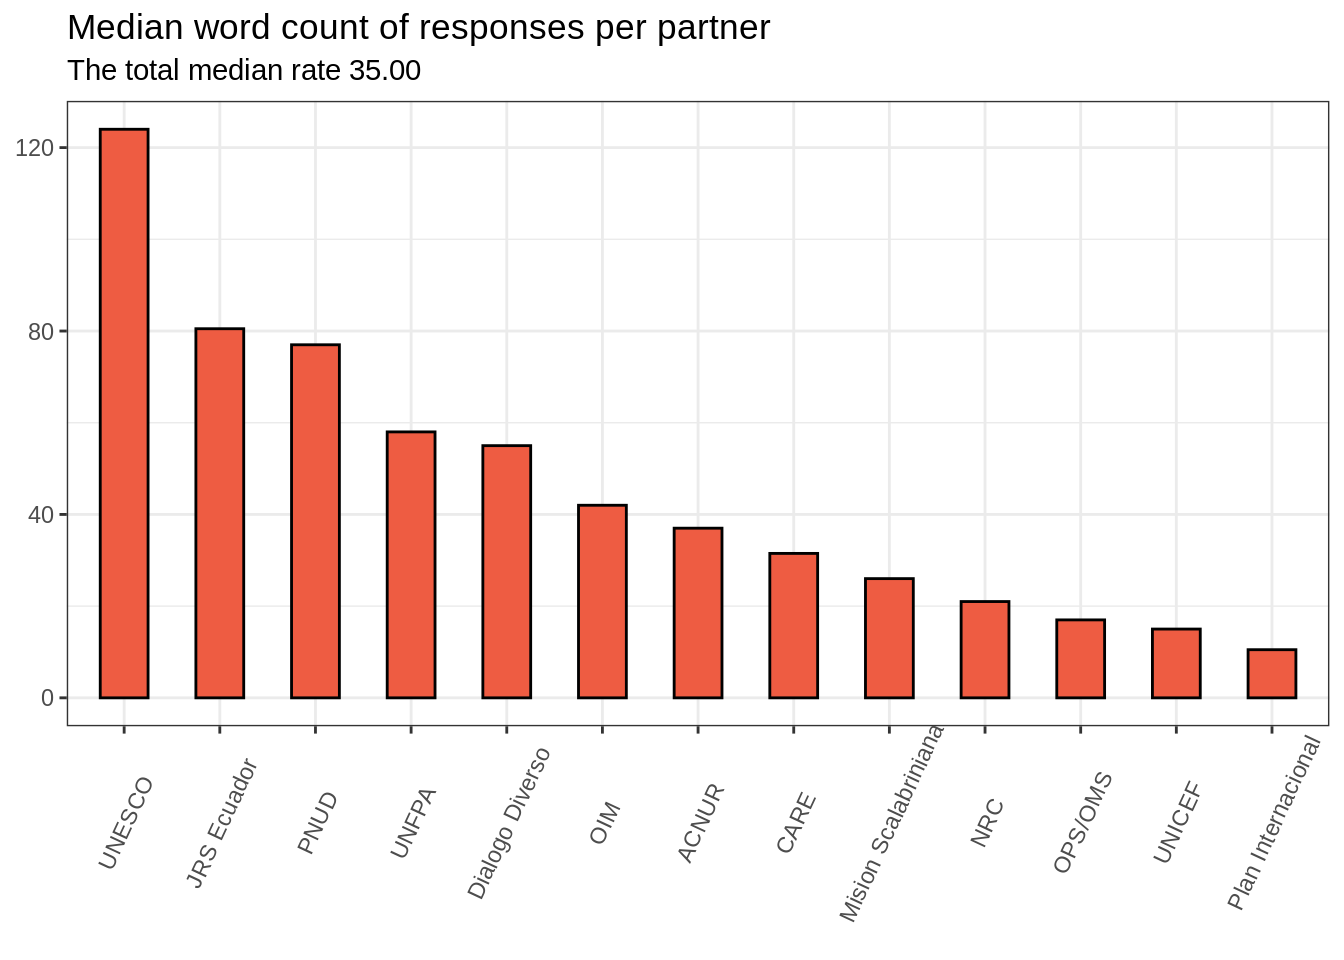 Median word count of responses per partner
The total median rate 35.00
120
80
40
0
UNESCO
JRS Ecuador
PNUD
UNFPA
Dialogo Diverso
OIM
ACNUR
CARE
Mision Scalabriniana
NRC
OPS/OMS
UNICEF
Plan Internacional